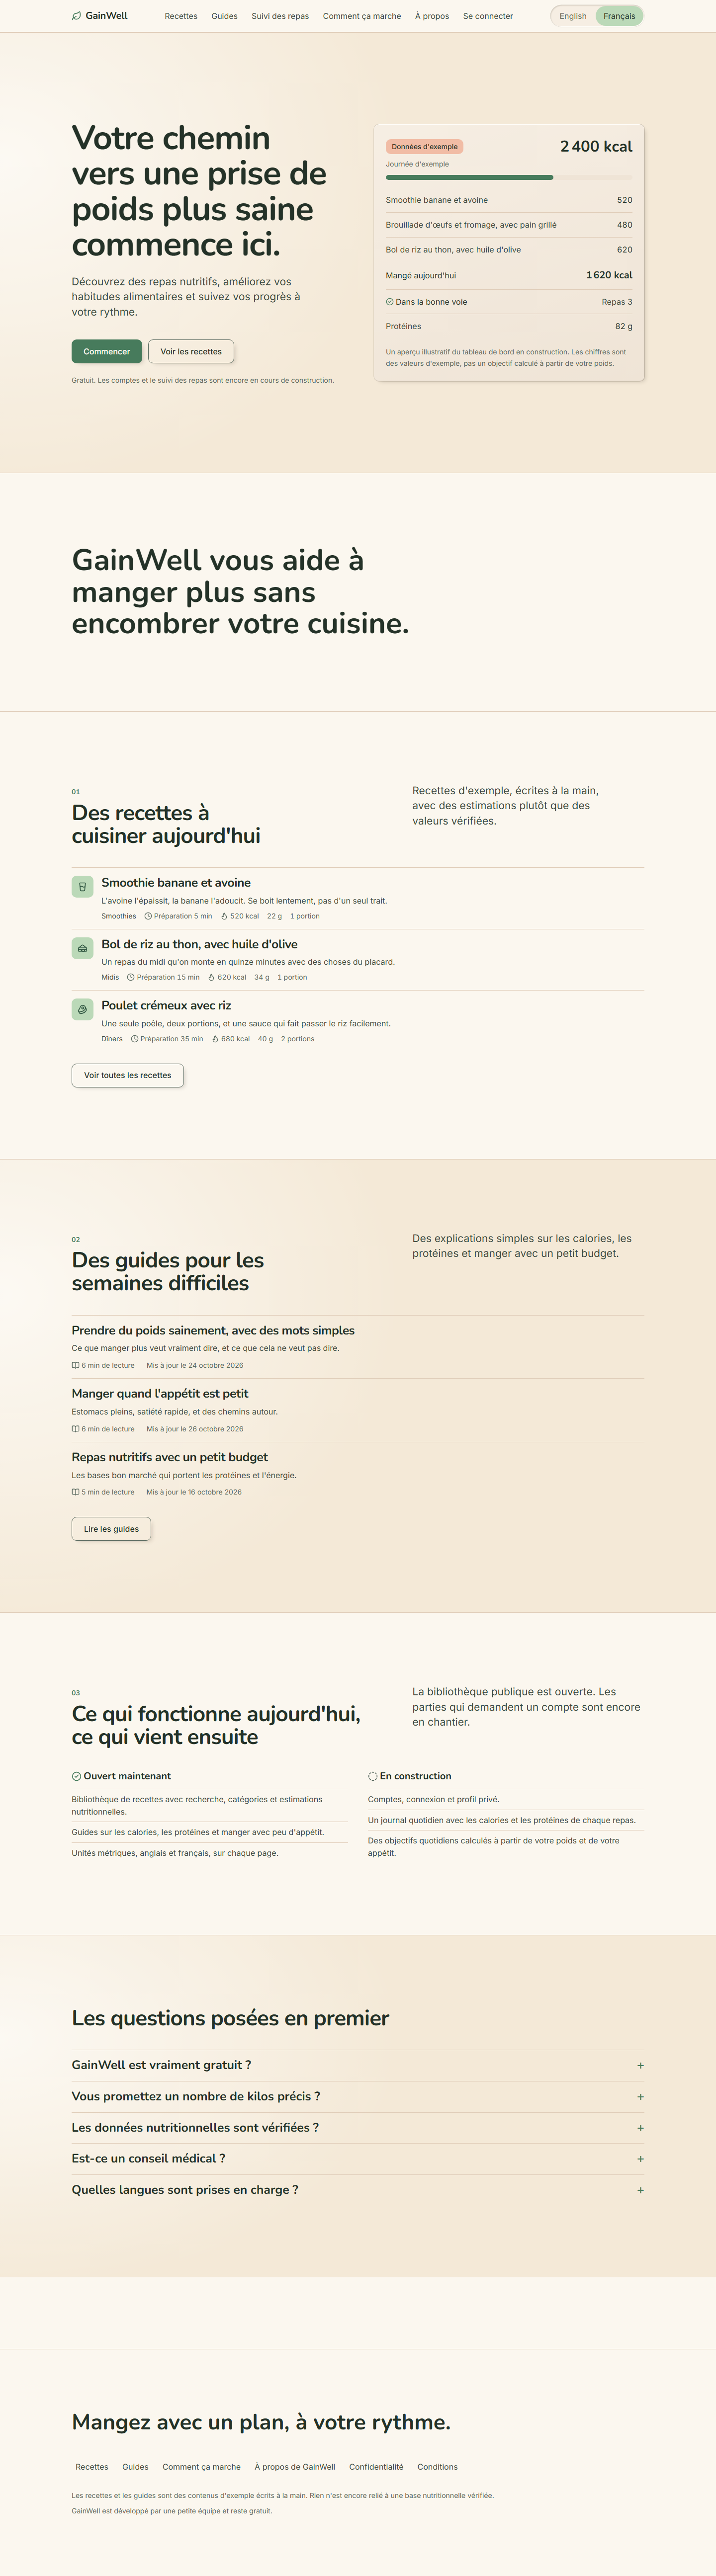 GainWell
Recettes
Guides
Suivi des repas
Comment ça marche
À propos
Se connecter
English
Français
Votre chemin
vers une prise de
poids plus saine
commence ici.
Découvrez des repas nutritifs, améliorez vos
habitudes alimentaires et suivez vos progrès à
votre rythme.
Commencer
Voir les recettes
Gratuit. Les comptes et le suivi des repas sont encore en cours de construction.
Données d'exemple
2 400 kcal
Journée d'exemple
Smoothie banane et avoine 520
Brouillade d'œufs et fromage, avec pain grillé 480
Bol de riz au thon, avec huile d'olive 620
Mangé aujourd'hui 1 620 kcal
Dans la bonne voie Repas 3
Protéines 82 g
Un aperçu illustratif du tableau de bord en construction. Les chiffres sont
des valeurs d'exemple, pas un objectif calculé à partir de votre poids.
GainWell vous aide à
manger plus sans
encombrer votre cuisine.
01
Des recettes à
cuisiner aujourd'hui
Recettes d'exemple, écrites à la main,
avec des estimations plutôt que des
valeurs vérifiées.
Smoothie banane et avoine
L'avoine l'épaissit, la banane l'adoucit. Se boit lentement, pas d'un seul trait.
Smoothies Préparation 5 min 520 kcal 22 g 1 portion
Bol de riz au thon, avec huile d'olive
Un repas du midi qu'on monte en quinze minutes avec des choses du placard.
Midis Préparation 15 min 620 kcal 34 g 1 portion
Poulet crémeux avec riz
Une seule poêle, deux portions, et une sauce qui fait passer le riz facilement.
Dîners Préparation 35 min 680 kcal 40 g 2 portions
Voir toutes les recettes
02
Des guides pour les
semaines difficiles
Des explications simples sur les calories, les
protéines et manger avec un petit budget.
Prendre du poids sainement, avec des mots simples
Ce que manger plus veut vraiment dire, et ce que cela ne veut pas dire.
6 min de lecture Mis à jour le 24 octobre 2026
Manger quand l'appétit est petit
Estomacs pleins, satiété rapide, et des chemins autour.
6 min de lecture Mis à jour le 26 octobre 2026
Repas nutritifs avec un petit budget
Les bases bon marché qui portent les protéines et l'énergie.
5 min de lecture Mis à jour le 16 octobre 2026
Lire les guides
03
Ce qui fonctionne aujourd'hui,
ce qui vient ensuite
La bibliothèque publique est ouverte. Les
parties qui demandent un compte sont encore
en chantier.
Ouvert maintenant
Bibliothèque de recettes avec recherche, catégories et estimations
nutritionnelles.
Guides sur les calories, les protéines et manger avec peu d'appétit.
Unités métriques, anglais et français, sur chaque page.
En construction
Comptes, connexion et profil privé.
Un journal quotidien avec les calories et les protéines de chaque repas.
Des objectifs quotidiens calculés à partir de votre poids et de votre
appétit.
Les questions posées en premier
GainWell est vraiment gratuit ? +
Vous promettez un nombre de kilos précis ? +
Les données nutritionnelles sont vérifiées ? +
Est-ce un conseil médical ? +
Quelles langues sont prises en charge ? +
Mangez avec un plan, à votre rythme.
Recettes
Guides
Comment ça marche
À propos de GainWell
Confidentialité
Conditions
Les recettes et les guides sont des contenus d'exemple écrits à la main. Rien n'est encore relié à une base nutritionnelle vérifiée.
GainWell est développé par une petite équipe et reste gratuit.